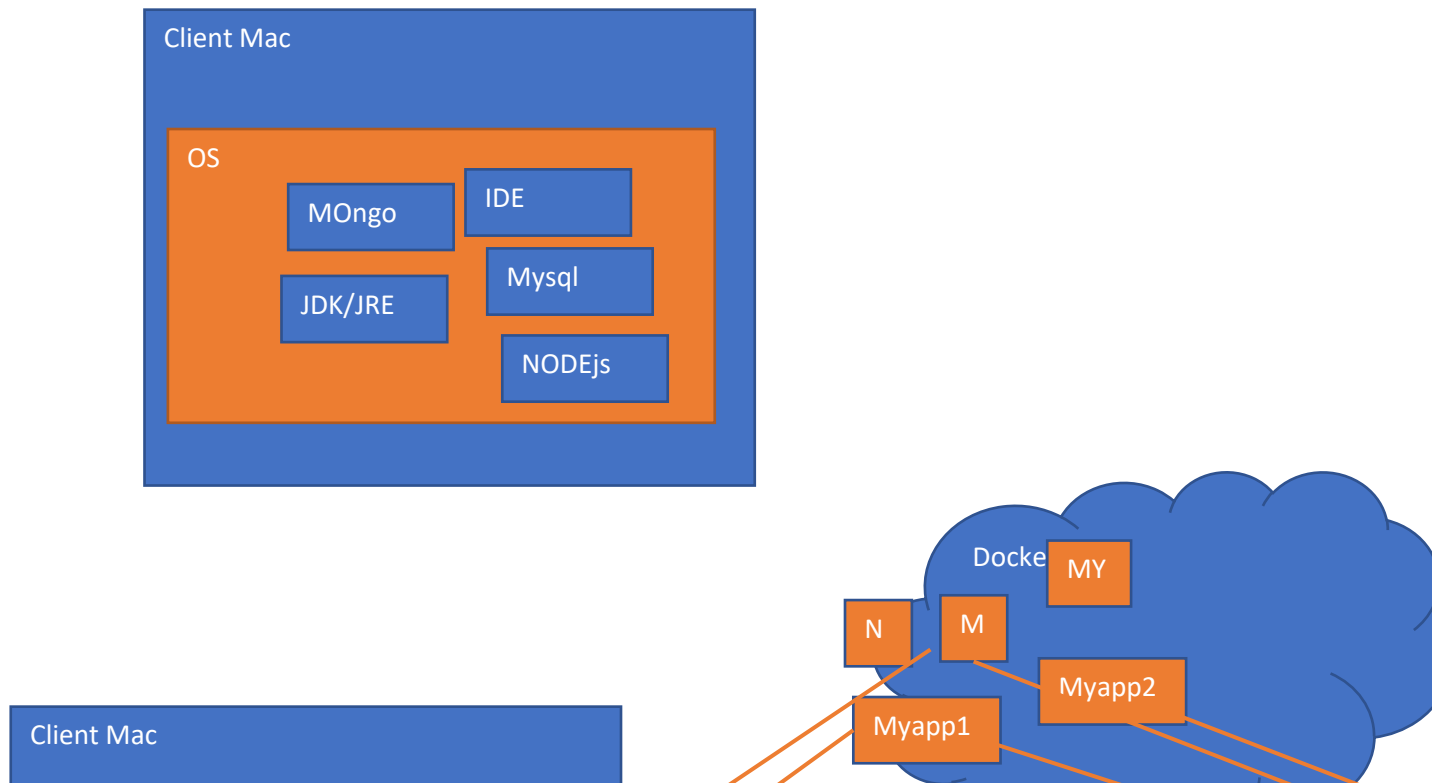 Client Mac
OS
MOngo
IDE
JDK/JRE
Mysql
NODEjs
Docke
MY
N
M
Myapp2
Myapp1
Client Mac